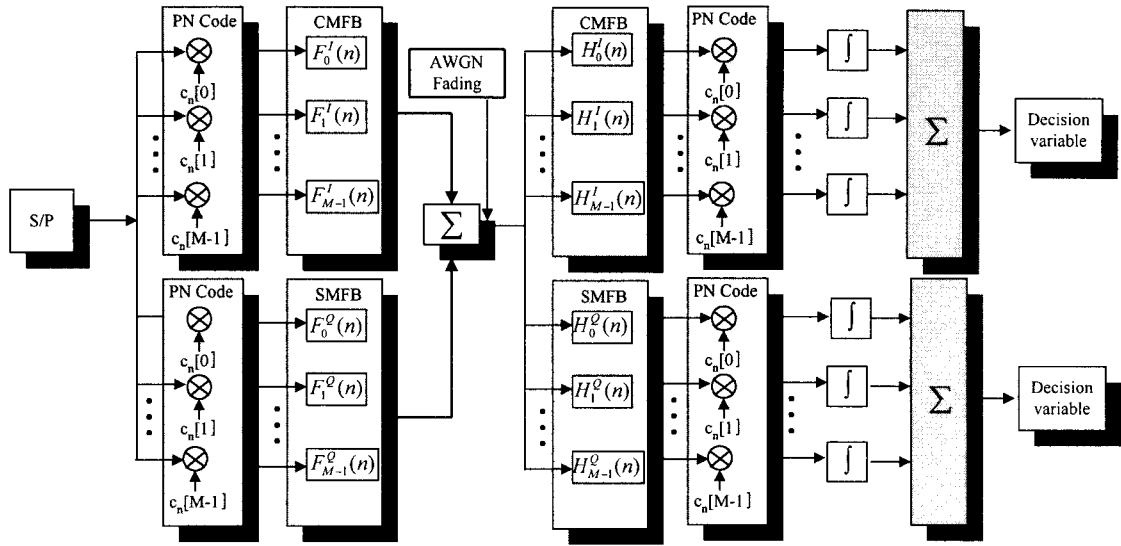 S/P
PN Code
c_n[0]
c_n[1]
c_n[M-1]
CMFB
F_0^I(n)
F_1^I(n)
F_{M-1}^I(n)
PN Code
c_n[0]
c_n[1]
c_n[M-1]
SMFB
F_0^Q(n)
F_1^Q(n)
F_{M-1}^Q(n)
AWGN
Fading
Σ
CMFB
H_0^I(n)
H_1^I(n)
H_{M-1}^I(n)
PN Code
c_n[0]
c_n[1]
c_n[M-1]
∫
∫
∫
Σ
Decision
variable
SMFB
H_0^Q(n)
H_1^Q(n)
H_{M-1}^Q(n)
PN Code
c_n[0]
c_n[1]
c_n[M-1]
∫
∫
∫
Σ
Decision
variable